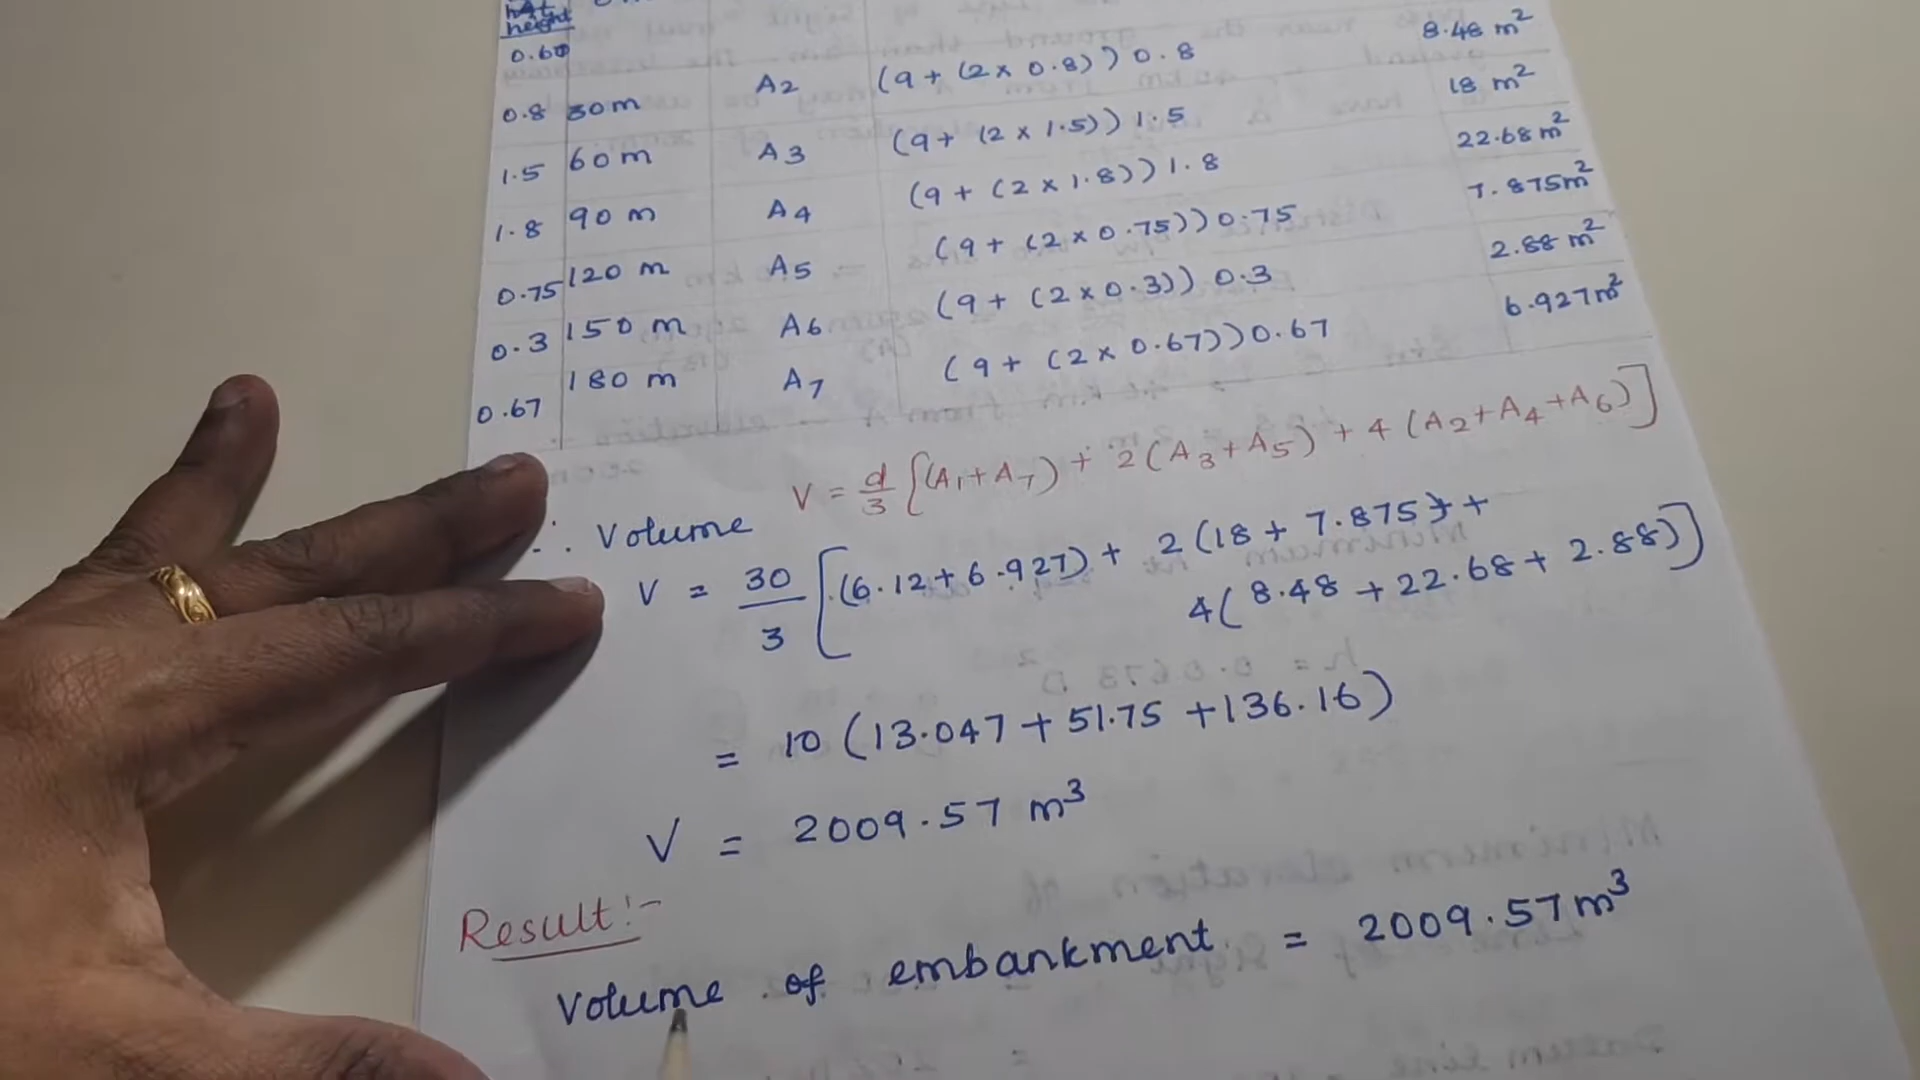 height
0.60
0.8 30m A2 (9+(2×0.8))0.8 8.48 m²
1.5 60m A3 (9+(2×1.5))1.5 18 m²
1.8 90m A4 (9+(2×1.8))1.8 22.68 m²
0.75 120 m A5 (9+(2×0.75))0.75 7.875m²
0.3 150 m A6 (9+(2×0.3))0.3 2.88 m²
0.67 180 m A7 (9+(2×0.67))0.67 6.927m²
V = d/3 [(A₁+A₇) + 2(A₃+A₅) + 4(A₂+A₄+A₆)]
∴ Volume
V = 30/3 [(6.12+6.927) + 2(18+7.875) +
4(8.48+22.68+2.88)]
= 10 (13.047+51.75+136.16)
V = 2009.57 m³
Result:-
Volume of embankment = 2009.57m³